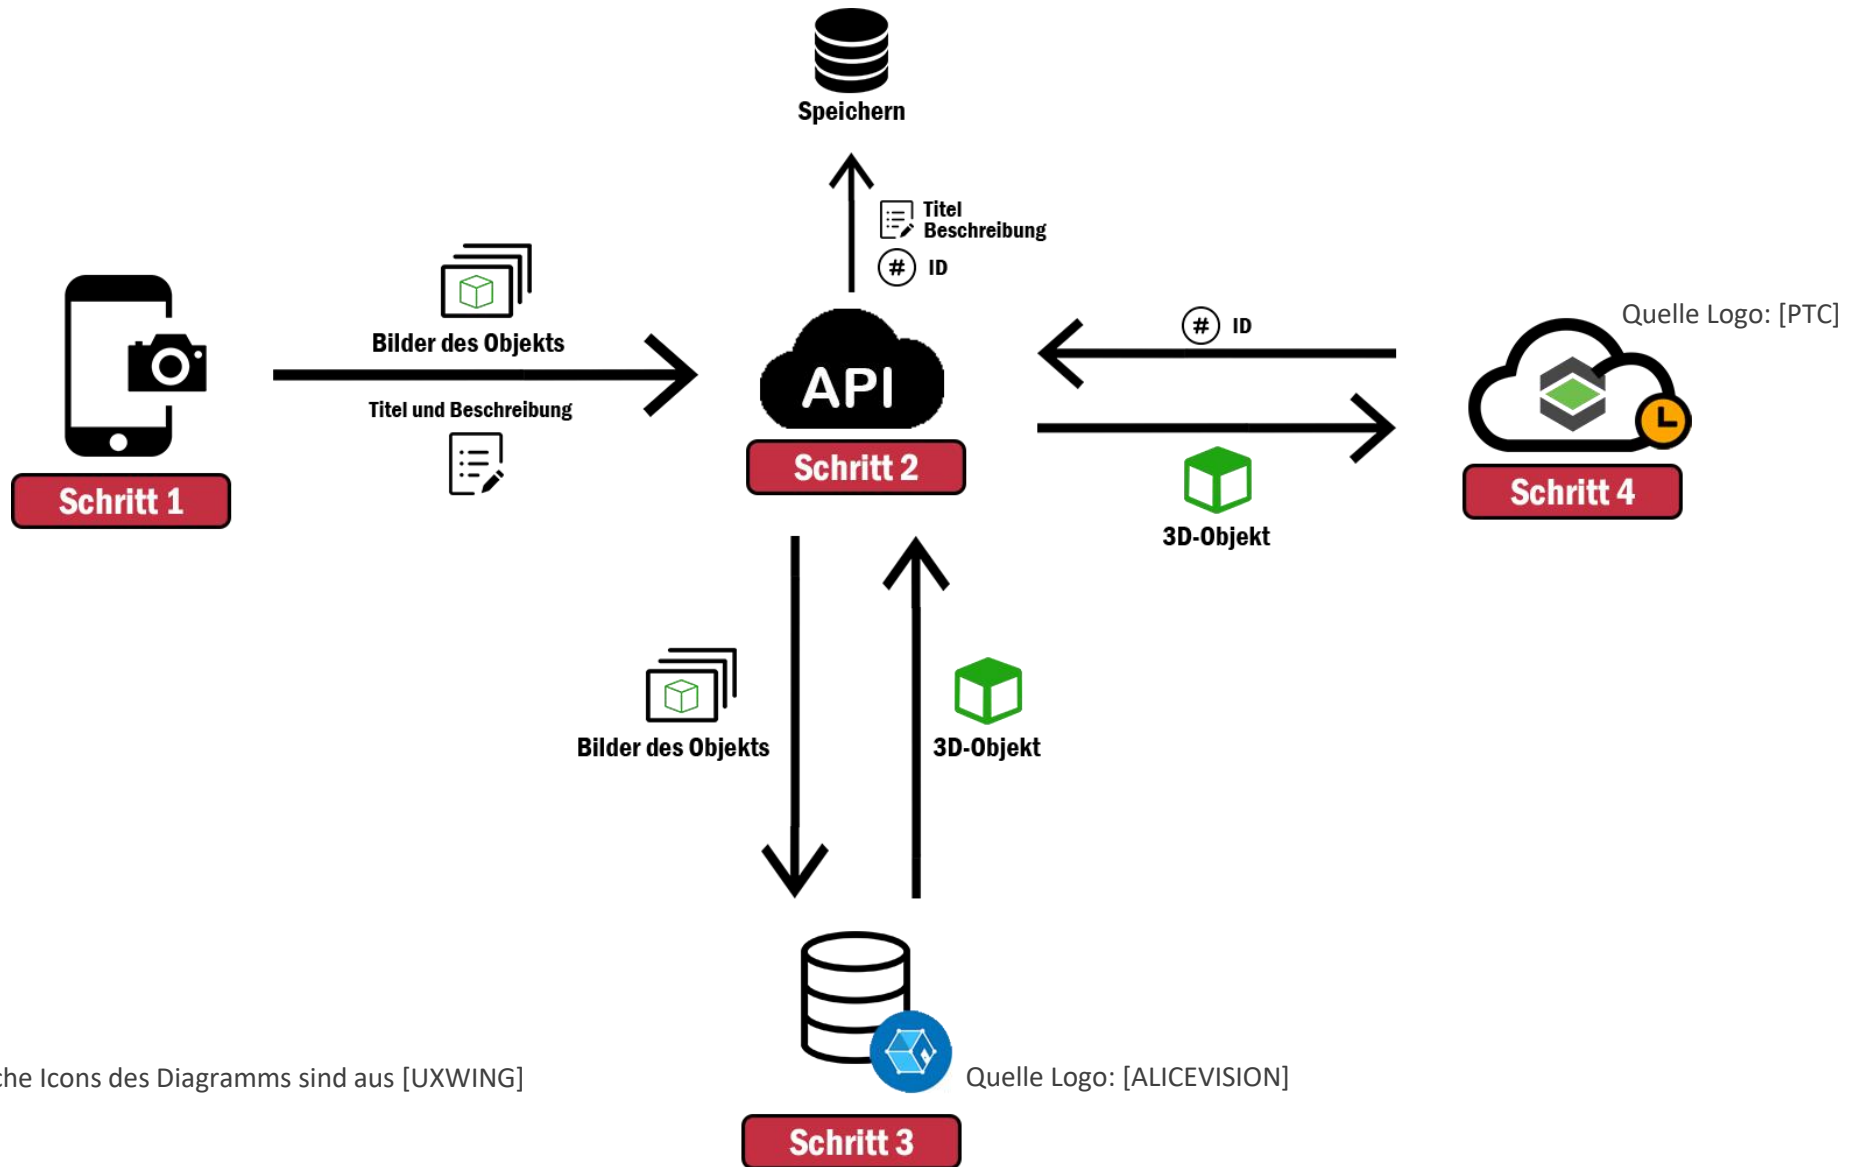 Speichern
Titel
Beschreibung
# ID
Bilder des Objekts
Titel und Beschreibung
Schritt 1
API
Schritt 2
# ID
3D-Objekt
Quelle Logo: [PTC]
Schritt 4
Bilder des Objekts
3D-Objekt
che Icons des Diagramms sind aus [UXWING]
Quelle Logo: [ALICEVISION]
Schritt 3